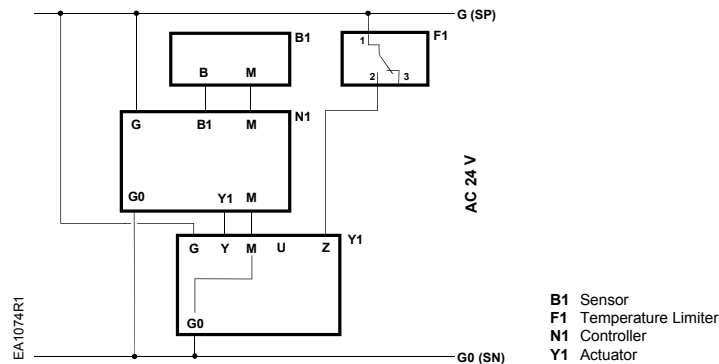 G (SP)
B1
F1
1
B M
2 3
N1
G B1 M
AC 24 V
G0 Y1 M
Y1
G Y M U Z
G0
EA1074R1
G0 (SN)
B1 Sensor
F1 Temperature Limiter
N1 Controller
Y1 Actuator